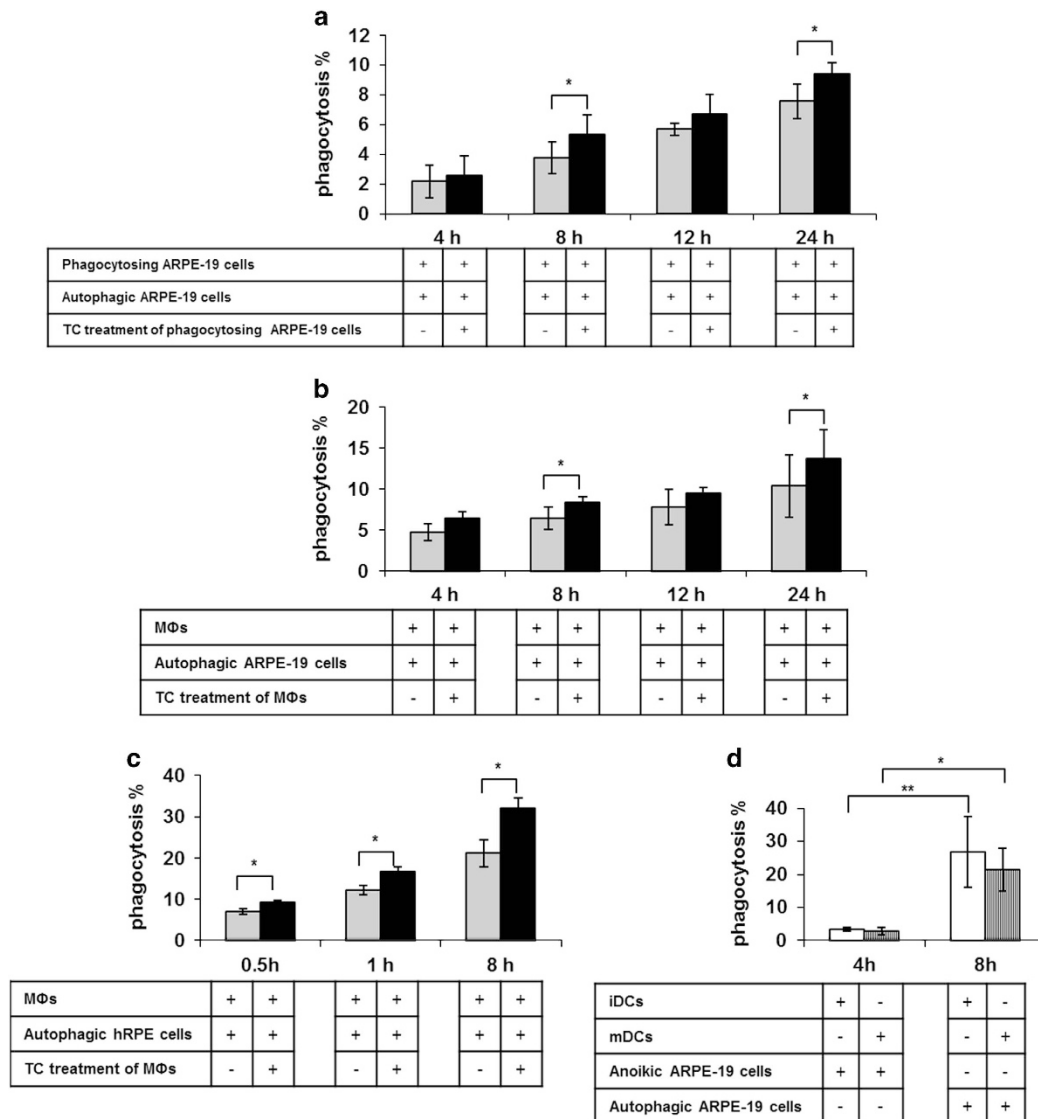 a
phagocytosis %
12
10
8
6
4
2
0
* *
4 h 8 h 12 h 24 h
Phagocytosing ARPE-19 cells + + + + + + + +
Autophagic ARPE-19 cells + + + + + + + +
TC treatment of phagocytosing ARPE-19 cells - + - + - + - +
b
phagocytosis %
20
15
10
5
0
* *
4 h 8 h 12 h 24 h
MΦs + + + + + + + +
Autophagic ARPE-19 cells + + + + + + + +
TC treatment of MΦs - + - + - + - +
c
phagocytosis %
40
30
20
10
0
* * *
0.5h 1 h 8 h
MΦs + + + + + +
Autophagic hRPE cells + + + + + +
TC treatment of MΦs - + - + - +
d
phagocytosis %
40
30
20
10
0
*
**
4h 8h
iDCs + - + -
mDCs - + - +
Anoikic ARPE-19 cells + + - -
Autophagic ARPE-19 cells - - + +